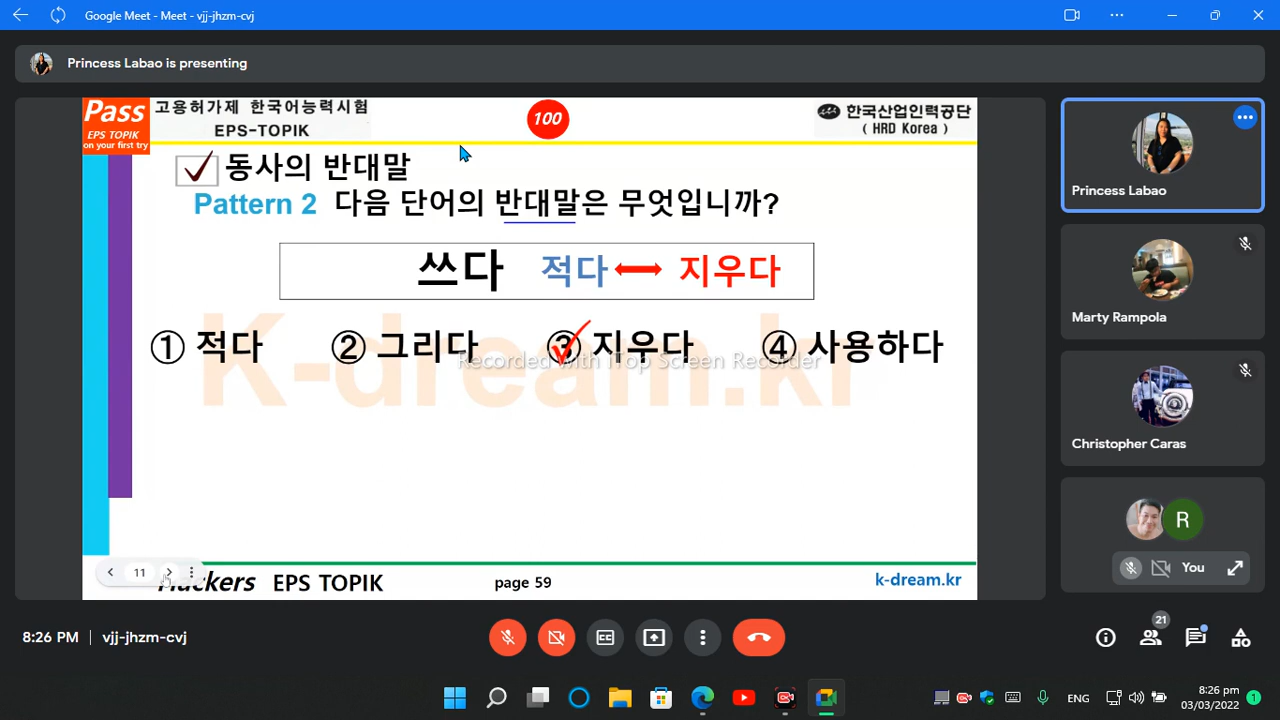 Google Meet - Meet - vjj-jhzm-cvj
Princess Labao is presenting
Pass
EPS TOPIK
on your first try
고용허가제 한국어능력시험
EPS-TOPIK
100
한국산업인력공단
( HRD Korea )
동사의 반대말
Pattern 2 다음 단어의 반대말은 무엇입니까?
쓰다 적다 지우다
① 적다 ② 그리다 ③ 지우다 ④ 사용하다
Recorded with iTop Screen Recorder
K-dream.kr
11
Hackers EPS TOPIK
page 59
k-dream.kr
Princess Labao
Marty Rampola
Christopher Caras
R
You
8:26 PM vjj-jhzm-cvj
21
ENG
8:26 pm
03/03/2022
1